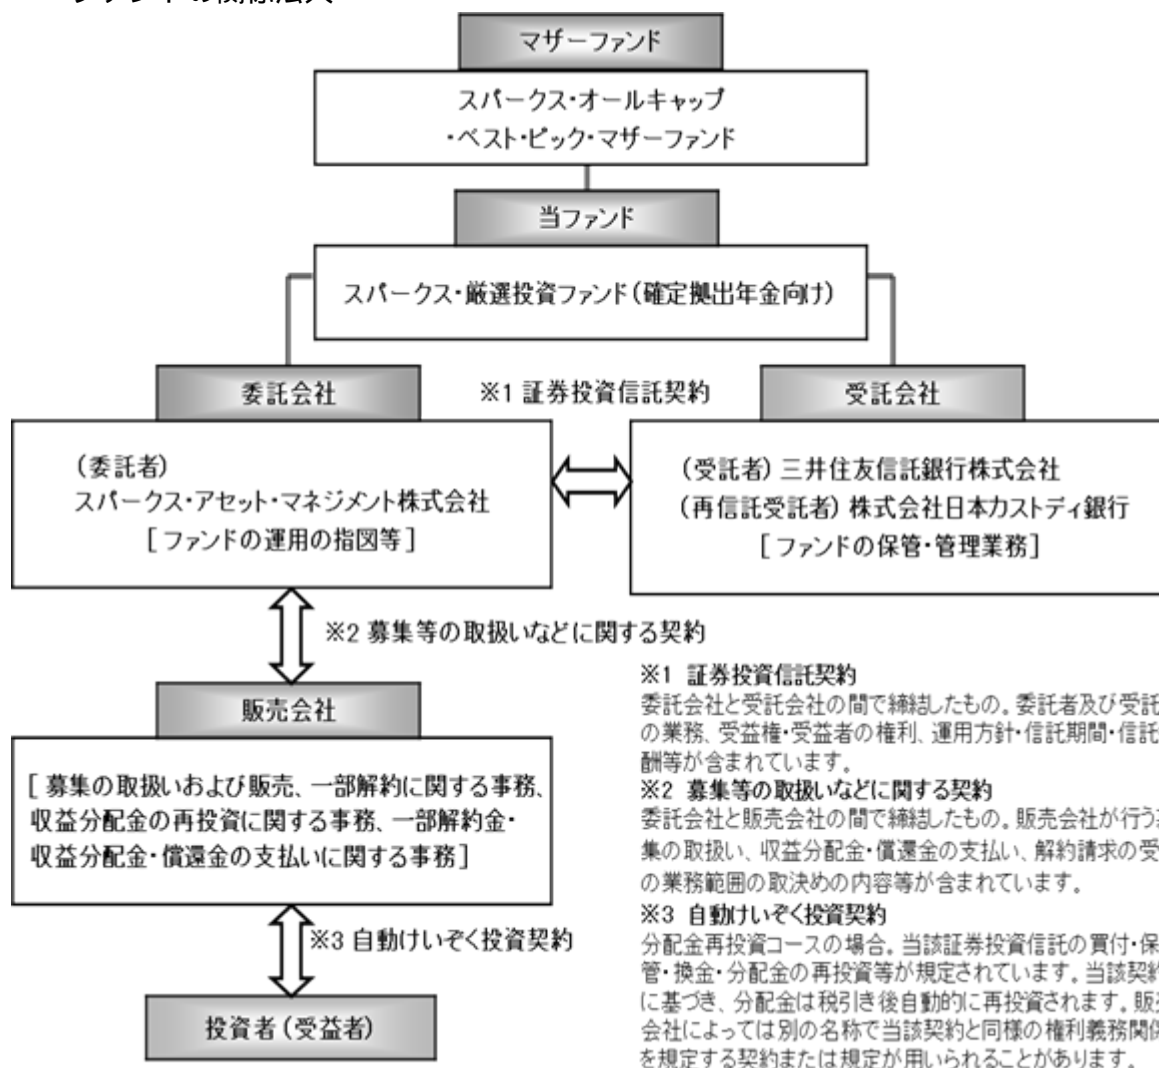 マザーファンド
スパークス・オールキャップ
・ベスト・ピック・マザーファンド
当ファンド
スパークス・厳選投資ファンド（確定拠出年金向け）
委託会社
※1 証券投資信託契約
受託会社
（委託者）
スパークス・アセット・マネジメント株式会社
［ファンドの運用の指図等］
（受託者）三井住友信託銀行株式会社
（再信託受託者）株式会社日本カストディ銀行
［ファンドの保管・管理業務］
※2 募集等の取扱いなどに関する契約
販売会社
［募集の取扱いおよび販売、一部解約に関する事務、
収益分配金の再投資に関する事務、一部解約金・
収益分配金・償還金の支払いに関する事務］
※3 自動けいぞく投資契約
投資者（受益者）
※1 証券投資信託契約
委託会社と受託会社の間で締結したもの。委託者及び受託
の業務、受益権・受益者の権利、運用方針・信託期間・信託
酬等が含まれています。
※2 募集等の取扱いなどに関する契約
委託会社と販売会社の間で締結したもの。販売会社が行う
集の取扱い、収益分配金・償還金の支払い、解約請求の受
の業務範囲の取決めの内容等が含まれています。
※3 自動けいぞく投資契約
分配金再投資コースの場合。当該証券投資信託の買付・保
管・換金・分配金の再投資等が規定されています。当該契約
に基づき、分配金は税引き後自動的に再投資されます。販売
会社によっては別の名称で当該契約と同様の権利義務関係
を規定する契約または規定が用いられることがあります。